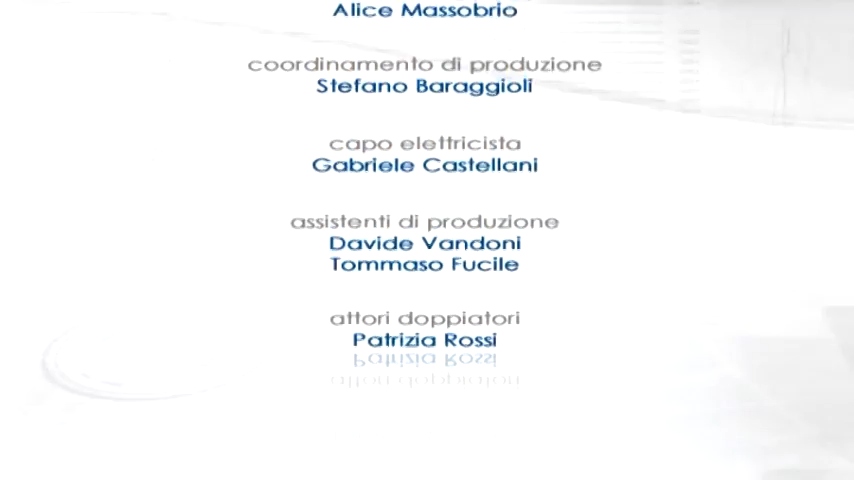 Alice Massobrio
coordinamento di produzione
Stefano Baraggioli
capo elettricista
Gabriele Castellani
assistenti di produzione
Davide Vandoni
Tommaso Fucile
attori doppiatori
Patrizia Rossi